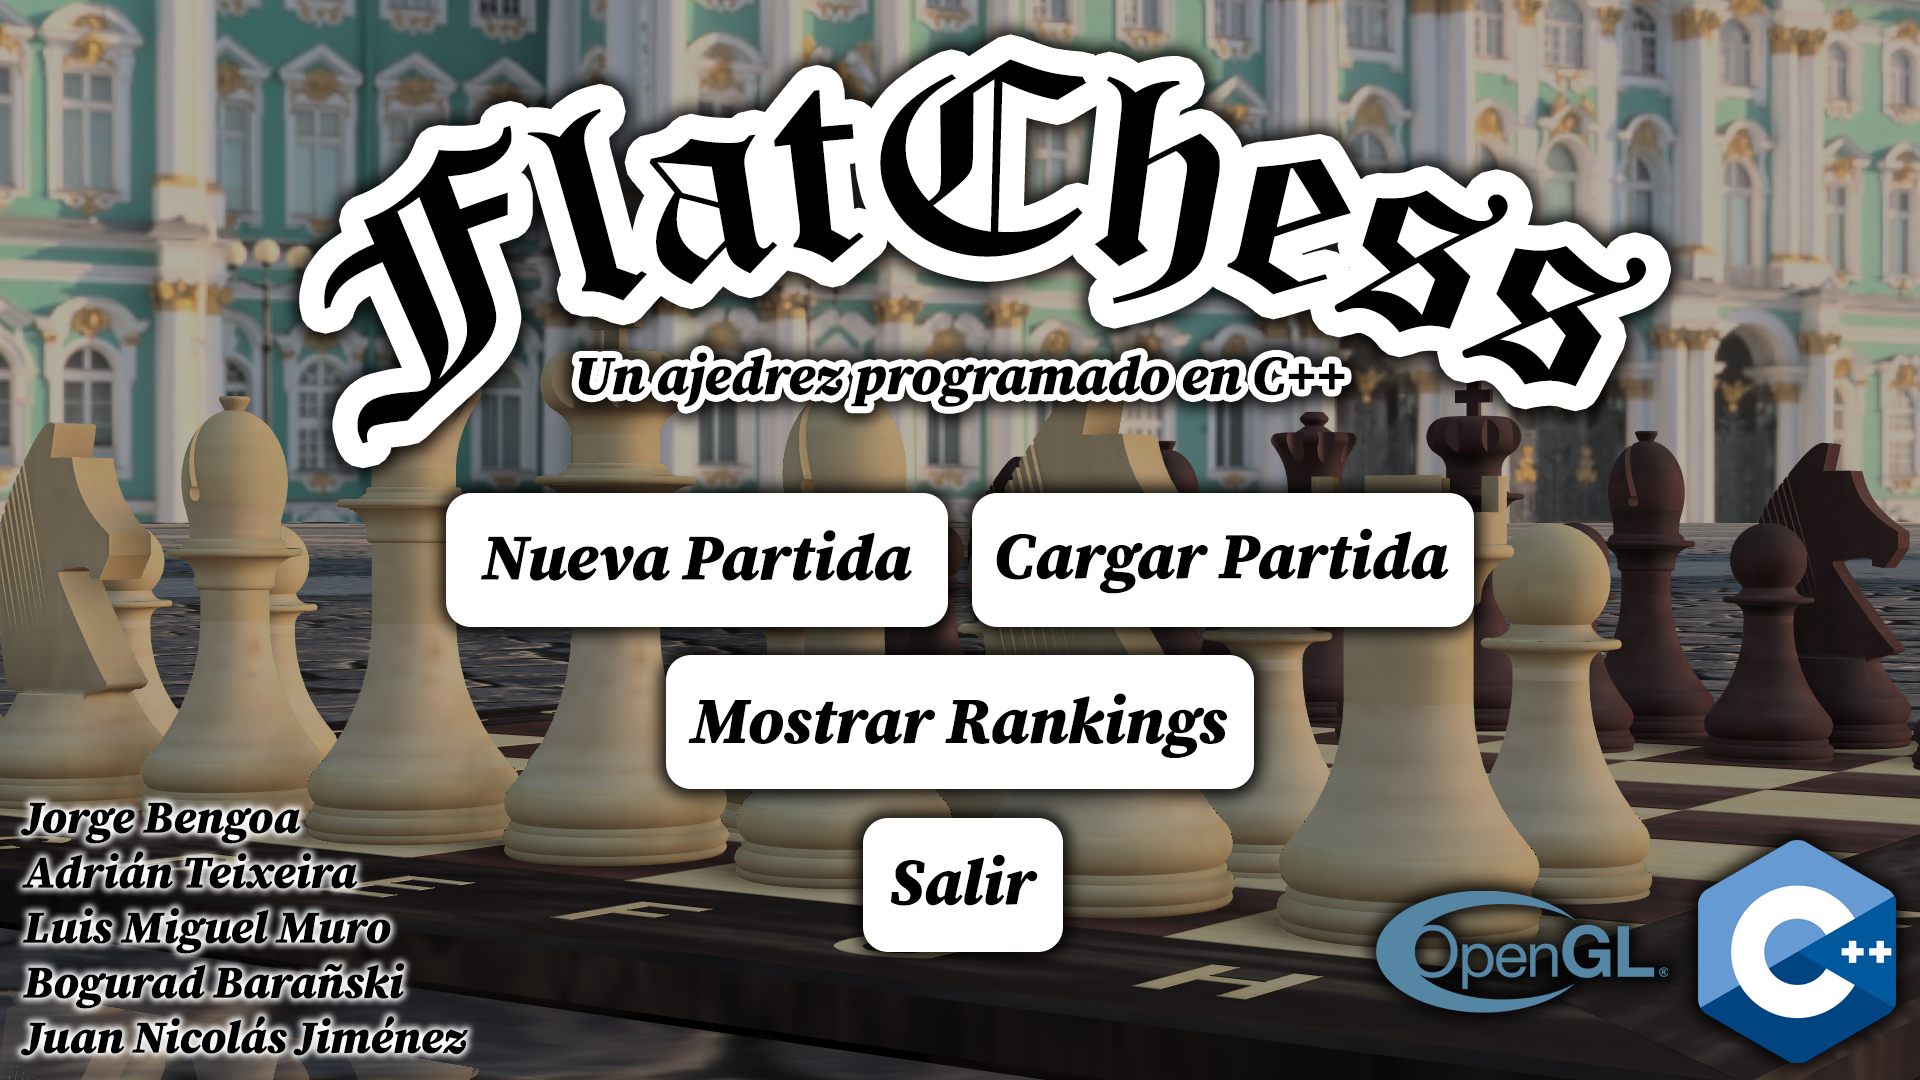 FlatChess
Un ajedrez programado en C++
Nueva Partida
Cargar Partida
Mostrar Rankings
Salir
Jorge Bengoa
Adrián Teixeira
Luis Miguel Muro
Bogurad Barañski
Juan Nicolás Jiménez
E
F
H
OpenGL®
C++